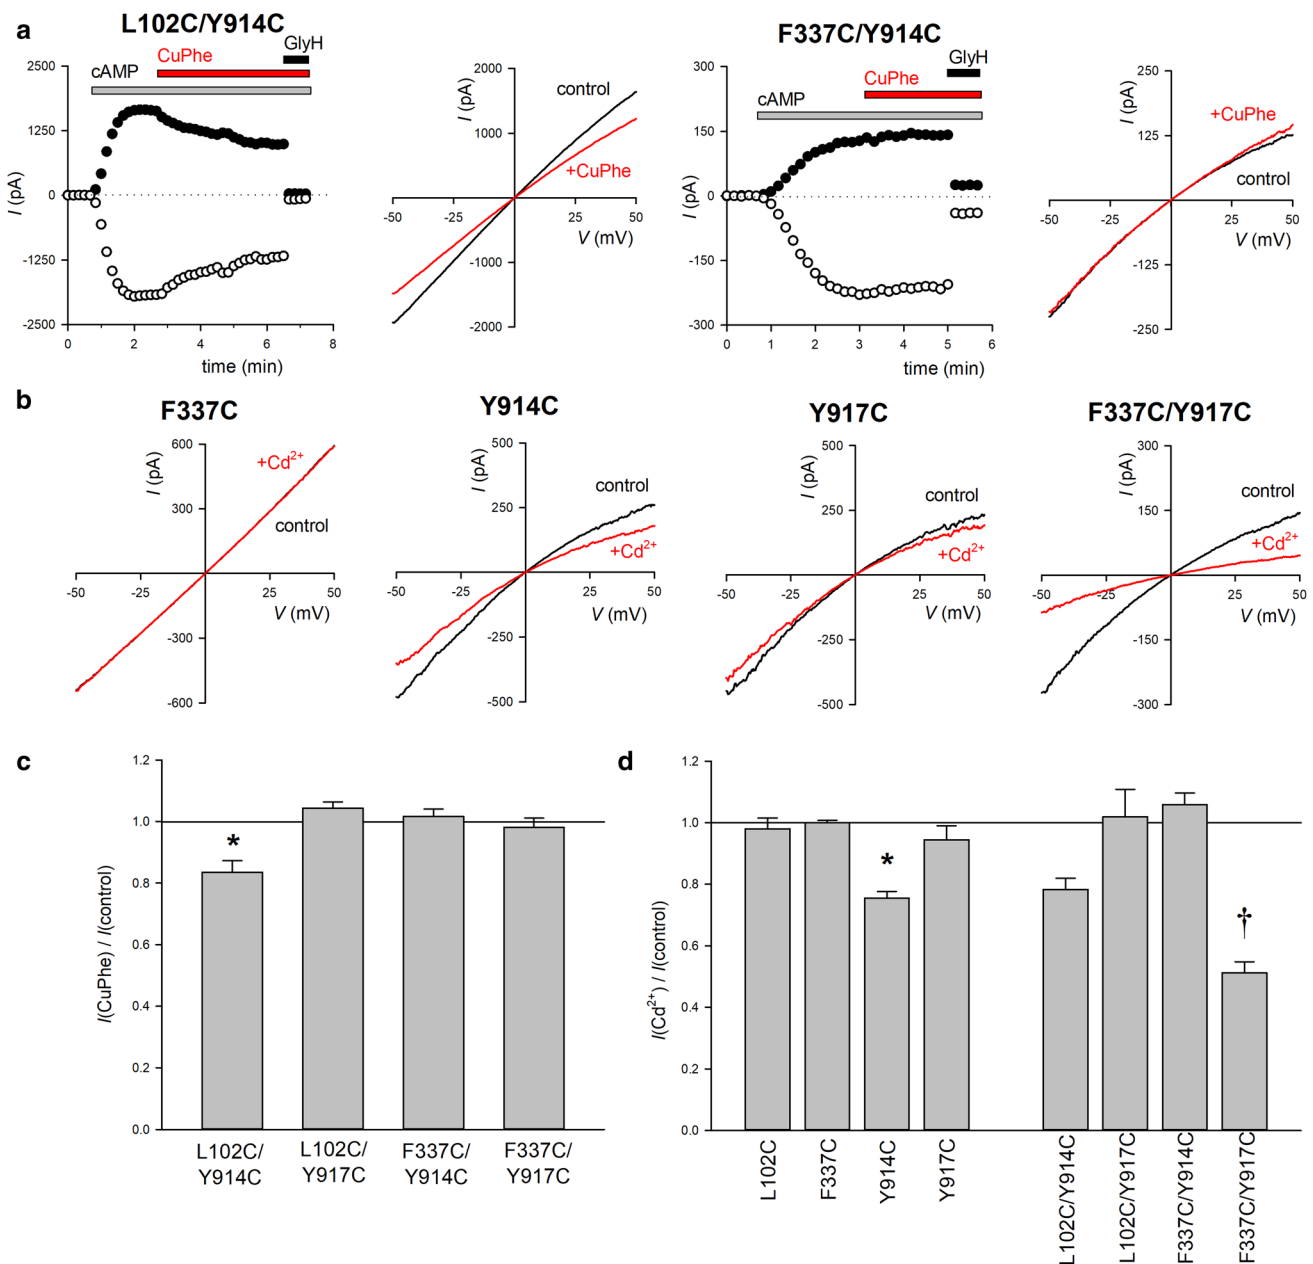 a
L102C/Y914C
GlyH
CuPhe
cAMP
2500
1250
0
-1250
-2500
I (pA)
0 2 4 6 8
time (min)
2000
1000
-1000
-2000
I (pA)
control
+CuPhe
-50 -25 25 50
V (mV)
F337C/Y914C
GlyH
CuPhe
cAMP
300
150
0
-150
-300
I (pA)
0 1 2 3 4 5 6
time (min)
250
125
-125
-250
I (pA)
+CuPhe
control
-50 -25 25 50
V (mV)
b
F337C
600
300
-300
-600
I (pA)
+Cd²⁺
control
-50 -25 25 50
V (mV)
Y914C
500
250
-250
-500
I (pA)
control
+Cd²⁺
-50 -25 25 50
V (mV)
Y917C
500
250
-250
-500
I (pA)
control
+Cd²⁺
-50 -25 25 50
V (mV)
F337C/Y917C
300
150
-150
-300
I (pA)
control
+Cd²⁺
-50 -25 25 50
V (mV)
c
1.2
1.0
0.8
0.6
0.4
0.2
0.0
I(CuPhe) / I(control)
*
L102C/
Y914C
L102C/
Y917C
F337C/
Y914C
F337C/
Y917C
d
1.2
1.0
0.8
0.6
0.4
0.2
0.0
I(Cd²⁺) / I(control)
*
†
L102C
F337C
Y914C
Y917C
L102C/Y914C
L102C/Y917C
F337C/Y914C
F337C/Y917C